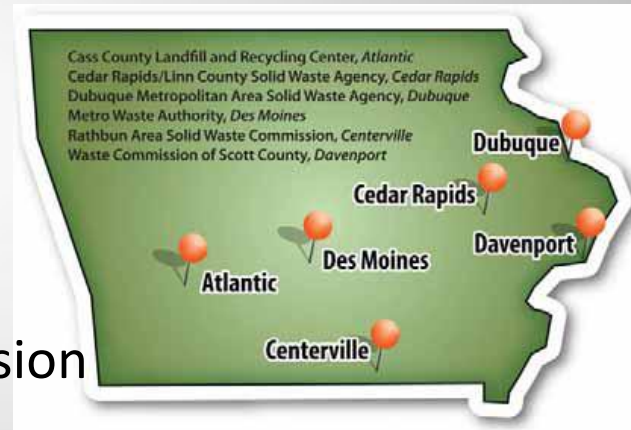 Cass County Landfill and Recycling Center, Atlantic
Cedar Rapids/Linn County Solid Waste Agency, Cedar Rapids
Dubuque Metropolitan Area Solid Waste Agency, Dubuque
Metro Waste Authority, Des Moines
Rathbun Area Solid Waste Commission, Centerville
Waste Commission of Scott County, Davenport
Dubuque
Cedar Rapids
Davenport
Des Moines
Atlantic
Centerville
sion